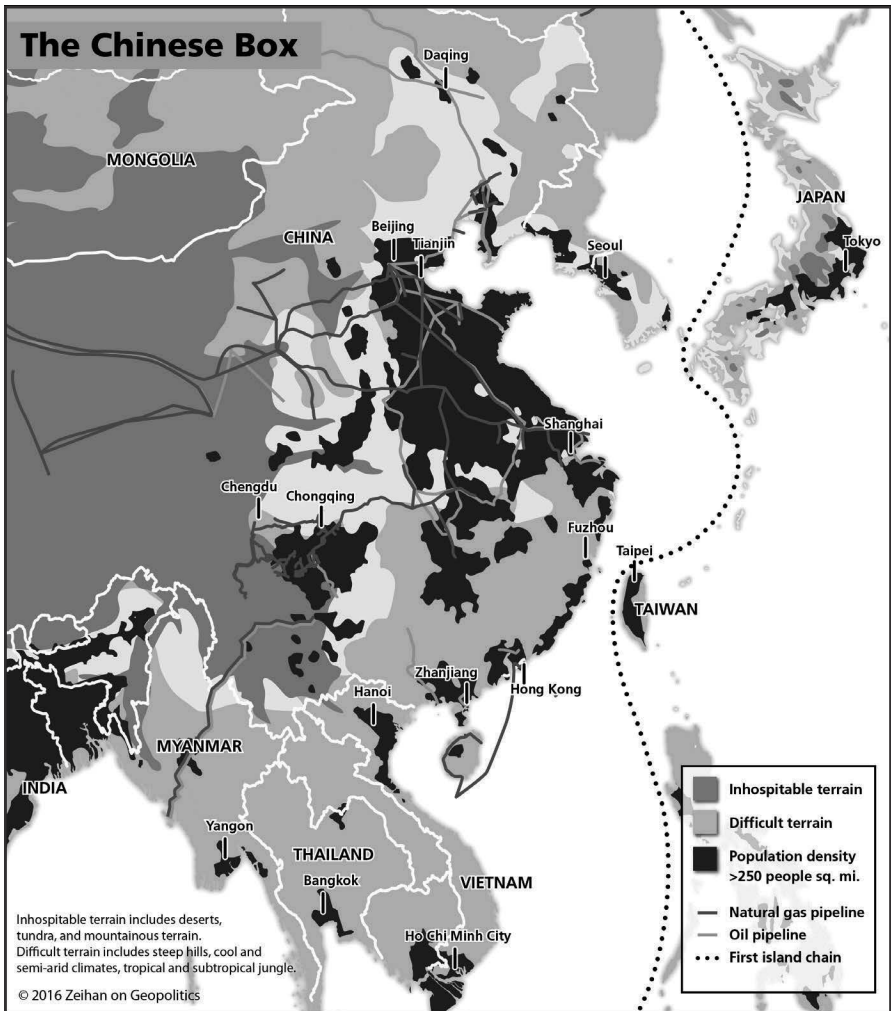 The Chinese Box
Daqing
MONGOLIA
JAPAN
CHINA
Beijing
Tianjin
Seoul
Tokyo
Shanghai
Chengdu
Chongqing
Fuzhou
Taipei
TAIWAN
Zhanjiang
Hong Kong
Hanoi
MYANMAR
INDIA
Yangon
THAILAND
Bangkok
VIETNAM
Ho Chi Minh City
Inhospitable terrain
Difficult terrain
Population density
>250 people sq. mi.
Natural gas pipeline
Oil pipeline
First island chain
Inhospitable terrain includes deserts,
tundra, and mountainous terrain.
Difficult terrain includes steep hills, cool and
semi-arid climates, tropical and subtropical jungle.
© 2016 Zeihan on Geopolitics